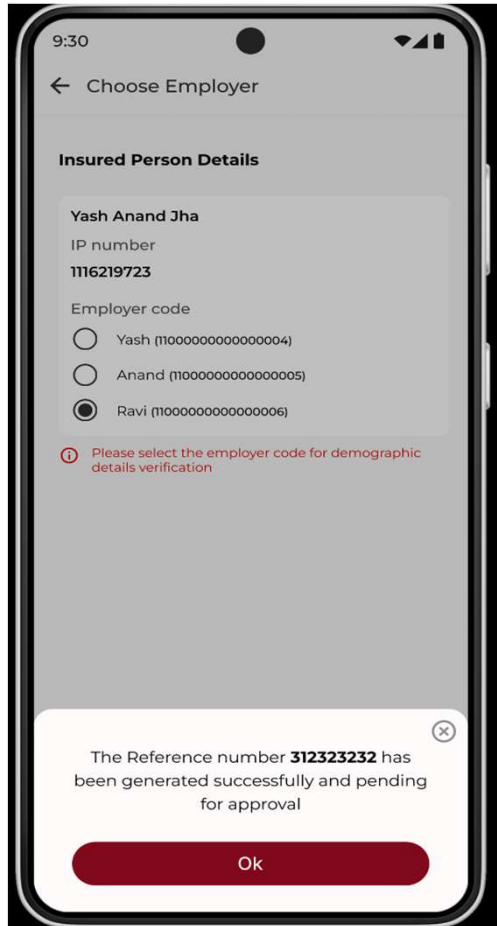 9:30
Choose Employer
Insured Person Details
Yash Anand Jha
IP number
1116219723
Employer code
Yash (11000000000000004)
Anand (11000000000000005)
Ravi (11000000000000006)
Please select the employer code for demographic
details verification
The Reference number 312323232 has
been generated successfully and pending
for approval
Ok